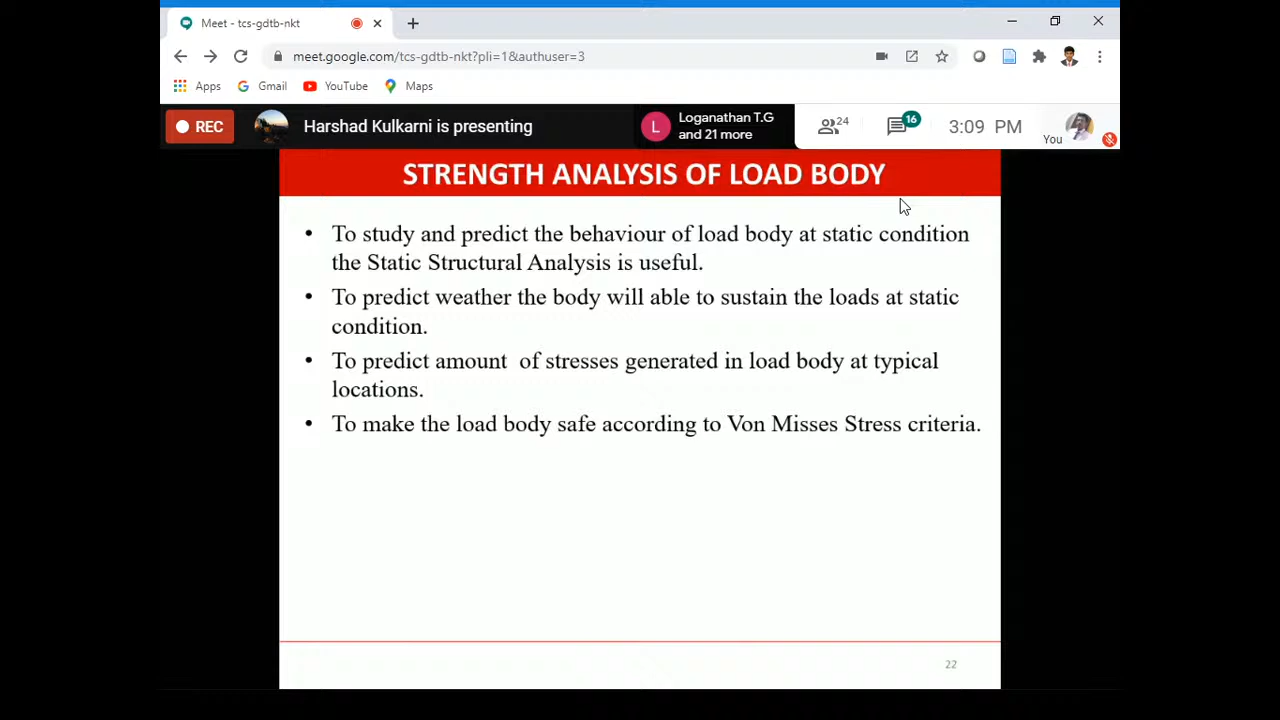 Meet - tcs-gdtb-nkt
meet.google.com/tcs-gdtb-nkt?pli=1&authuser=3
Apps Gmail YouTube Maps
REC Harshad Kulkarni is presenting
L Loganathan T.G
and 21 more
24 16 3:09 PM You
STRENGTH ANALYSIS OF LOAD BODY
• To study and predict the behaviour of load body at static condition
the Static Structural Analysis is useful.
• To predict weather the body will able to sustain the loads at static
condition.
• To predict amount of stresses generated in load body at typical
locations.
• To make the load body safe according to Von Misses Stress criteria.
22